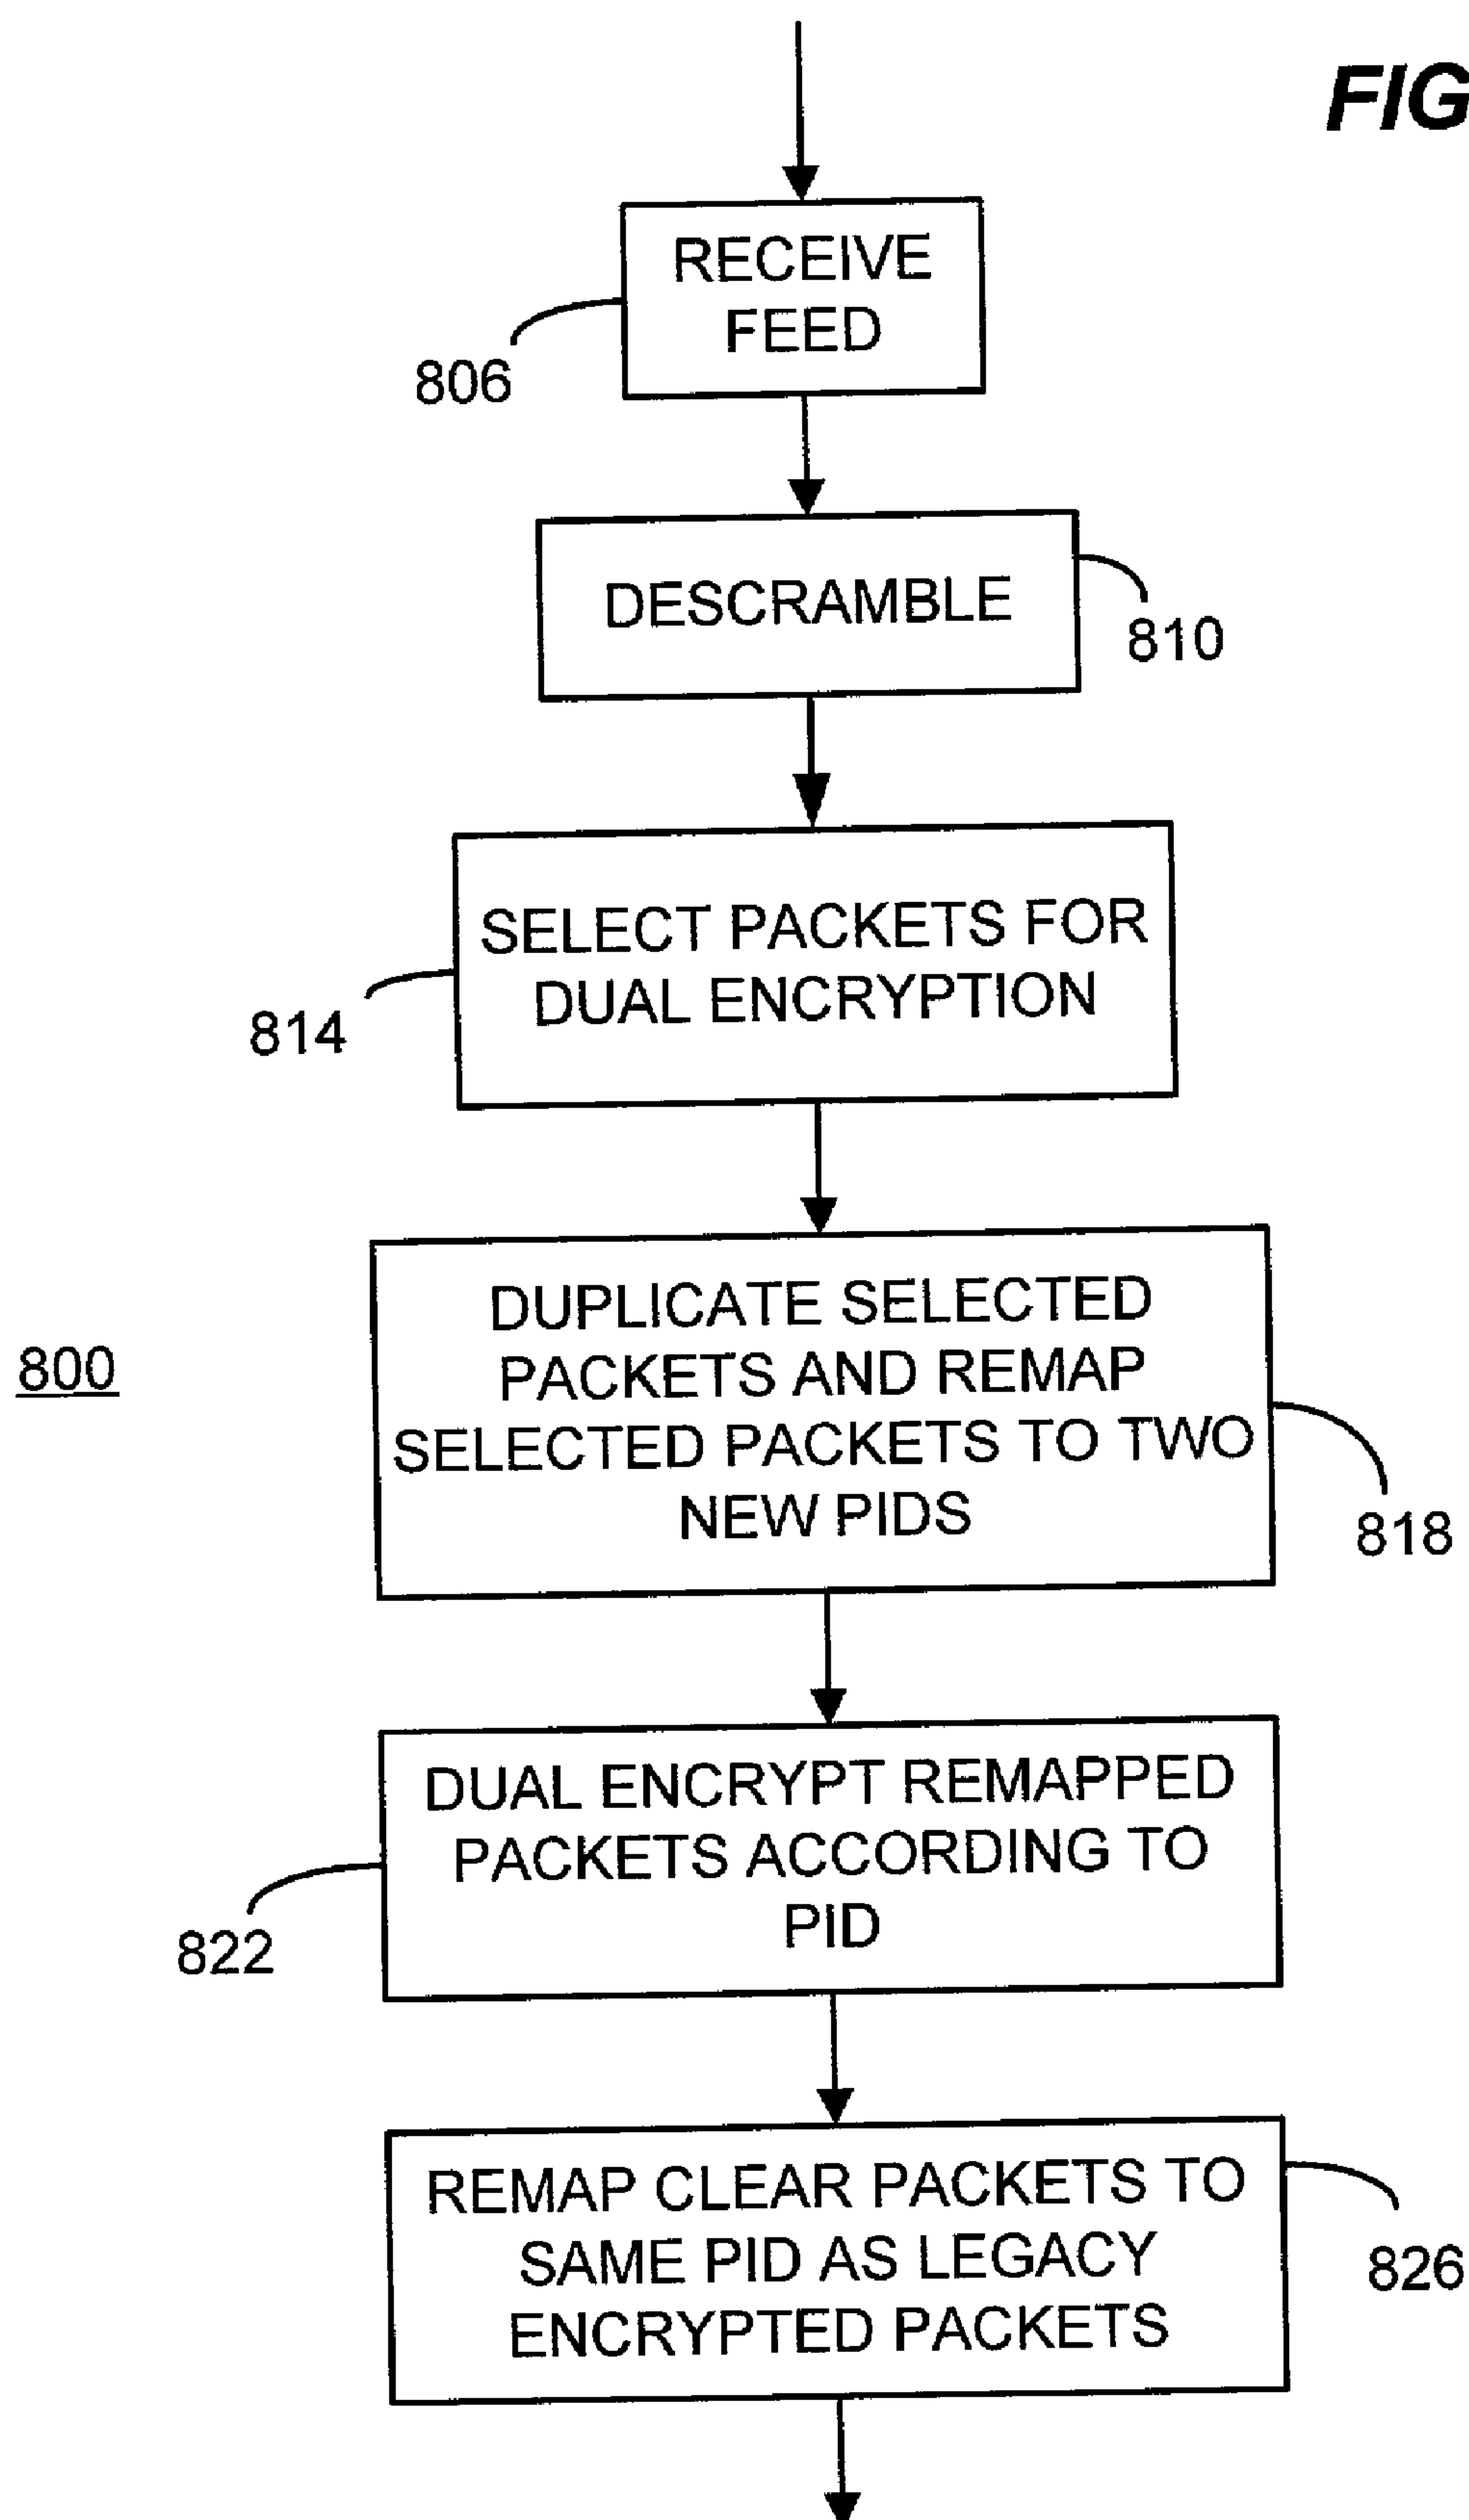 FIG
RECEIVE
FEED
806
DESCRAMBLE
810
SELECT PACKETS FOR
DUAL ENCRYPTION
814
DUPLICATE SELECTED
PACKETS AND REMAP
SELECTED PACKETS TO TWO
NEW PIDS
800
818
DUAL ENCRYPT REMAPPED
PACKETS ACCORDING TO
PID
822
REMAP CLEAR PACKETS TO
SAME PID AS LEGACY
ENCRYPTED PACKETS
826